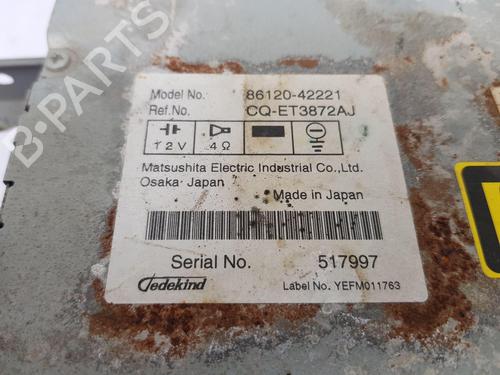 B-PARTS
Model No. 86120-42221
Ref.No. CQ-ET3872AJ
12V 4Ω
Matsushita Electric Industrial Co.,Ltd.
Osaka Japan
Made in Japan
Serial No. 517997
Jedekind Label No. YEFM011763